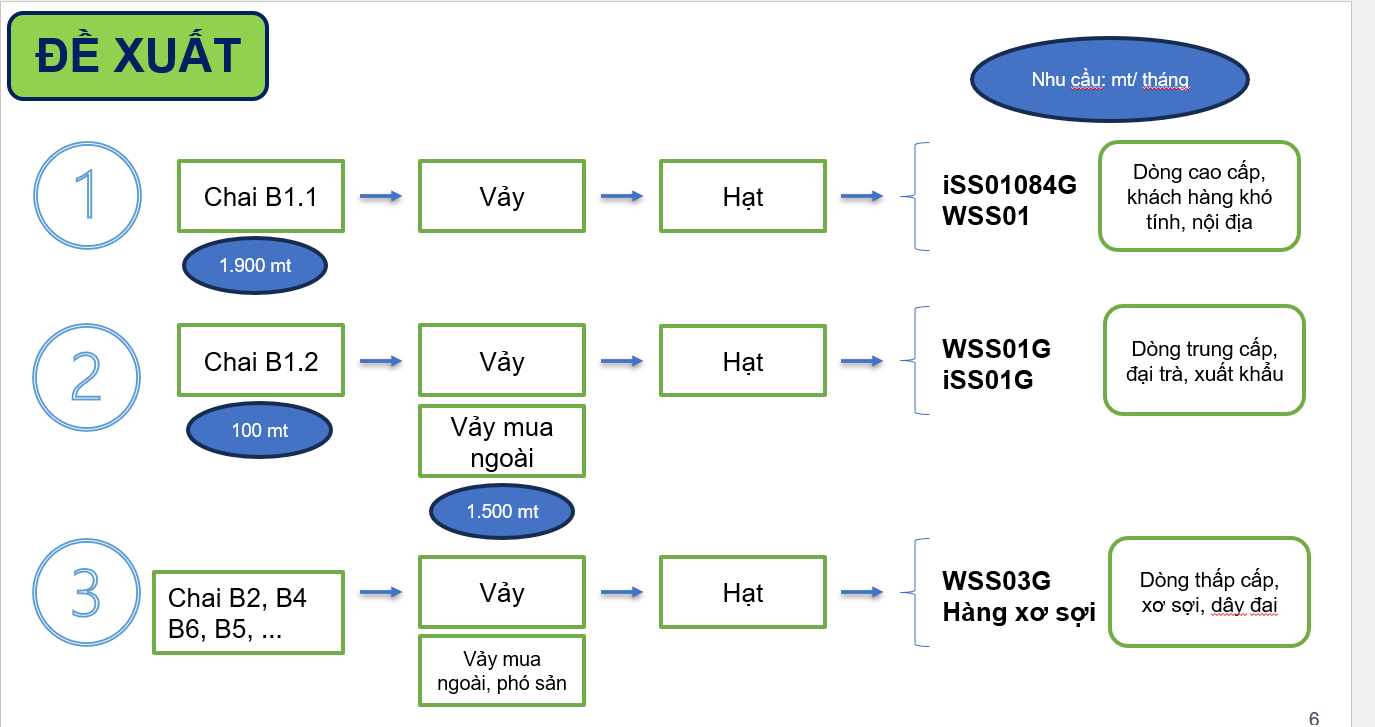 ĐỀ XUẤT
Nhu cầu: mt/ tháng
1
Chai B1.1
Vảy
Hạt
iSS01084G
WSS01
Dòng cao cấp,
khách hàng khó
tính, nội địa
1.900 mt
2
Chai B1.2
Vảy
Hạt
WSS01G
iSS01G
Dòng trung cấp,
đại trà, xuất khẩu
100 mt
Vảy mua
ngoài
1.500 mt
3
Chai B2, B4
B6, B5, ...
Vảy
Hạt
WSS03G
Hàng xơ sợi
Dòng thấp cấp,
xơ sợi, dây đai
Vảy mua
ngoài, phó sản
6